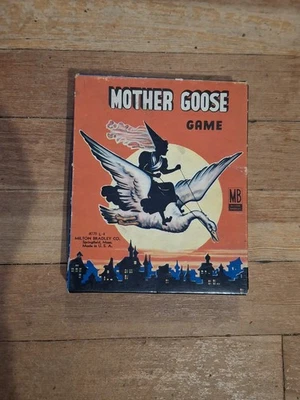 MOTHER GOOSE
GAME
MB
MILTON BRADLEY CO.
Springfield, Mass.
Made in U.S.A.